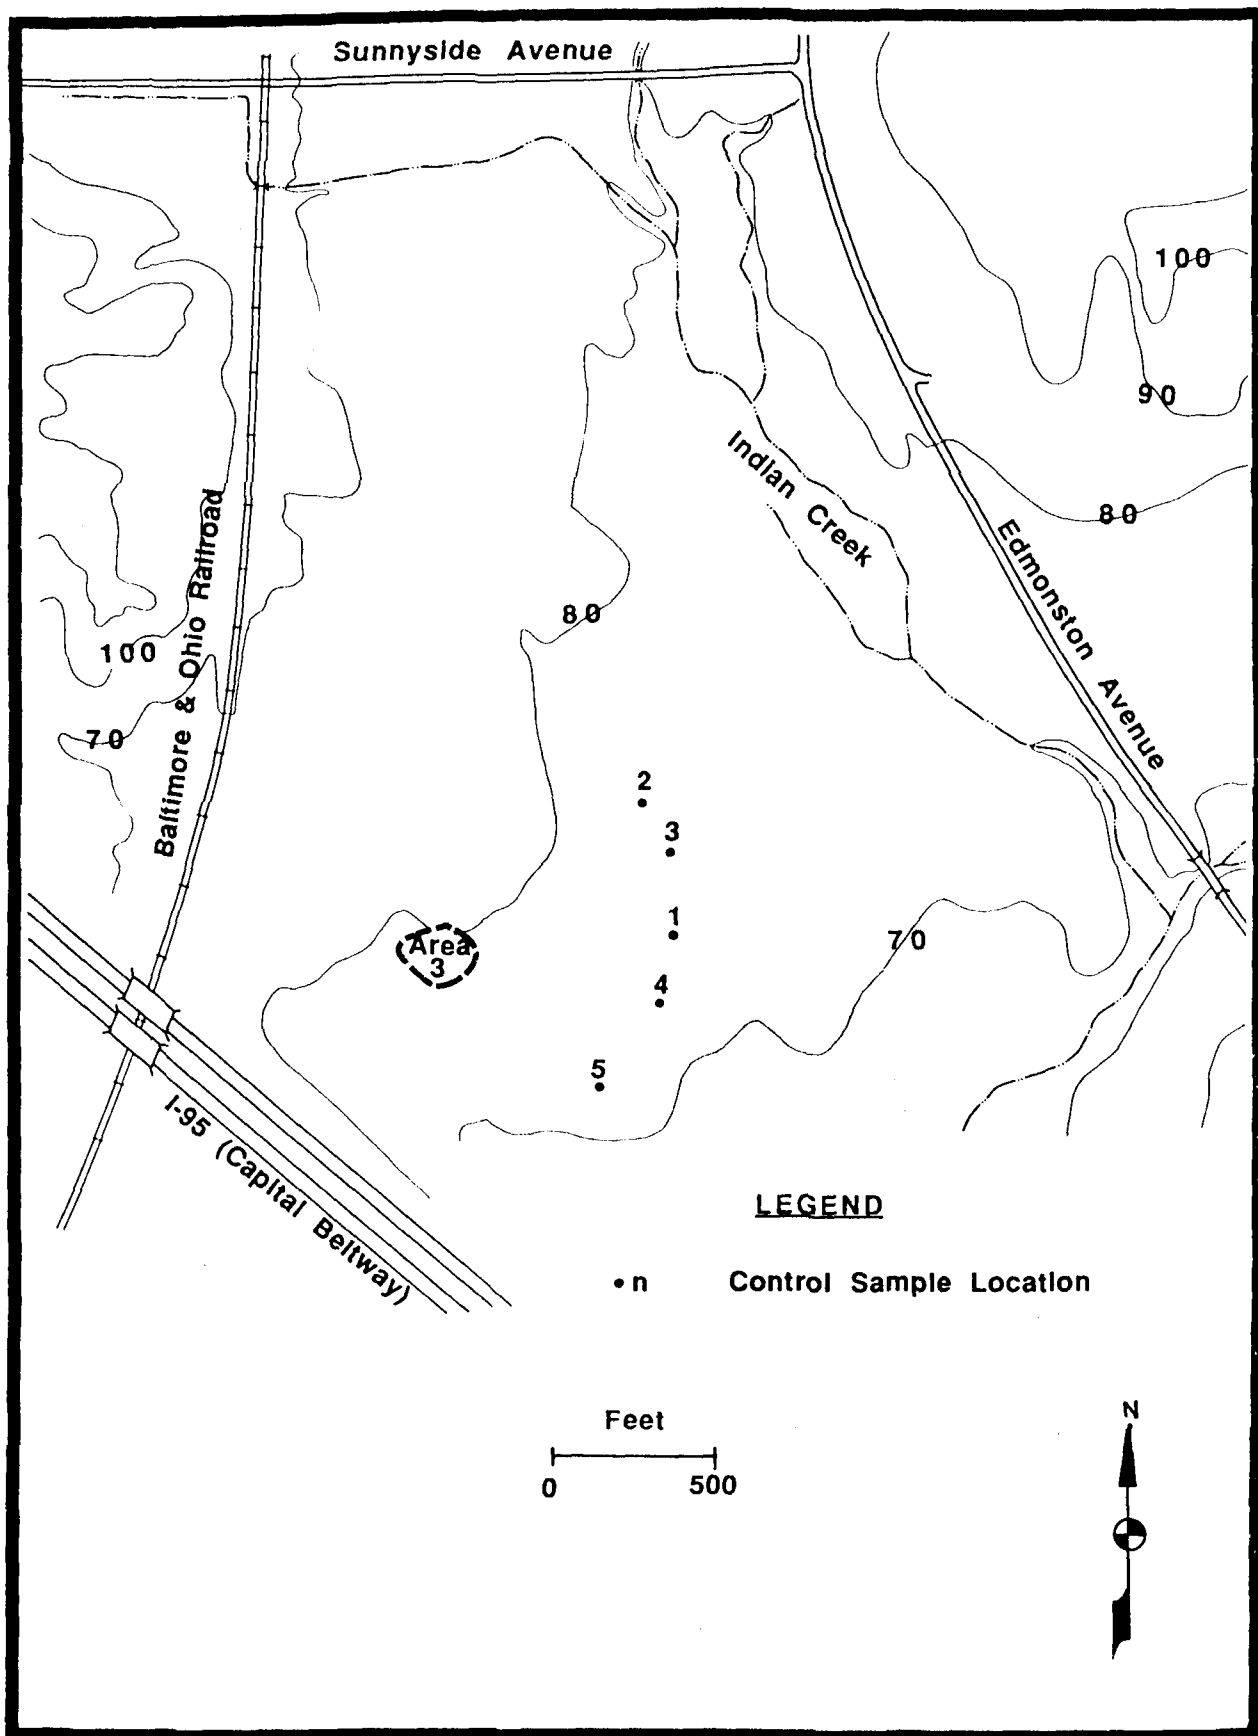 Sunnyside Avenue
100
90
80
Indian Creek
Edmonston Avenue
Baltimore & Ohio Railroad
80
100
70
2
3
1
70
Area
3
4
5
I-95 (Capital Beltway)
LEGEND
•n Control Sample Location
Feet
0 500
N